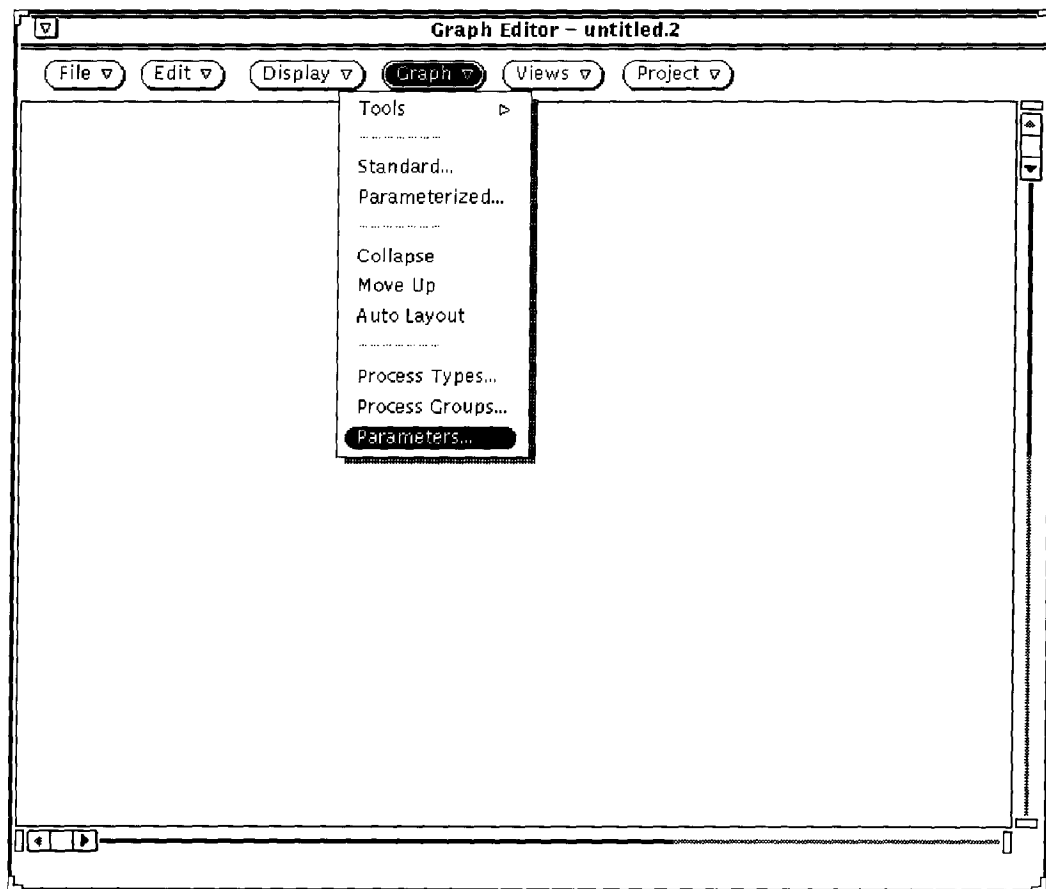 Graph Editor – untitled.2
File Edit Display Graph Views Project
Tools
Standard...
Parameterized...
Collapse
Move Up
Auto Layout
Process Types...
Process Groups...
Parameters...